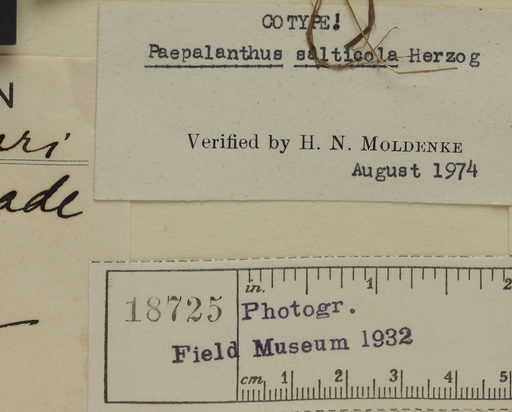 COTYPE!
Paepalanthus salticola Herzog
Verified by H. N. MOLDENKE
August 1974
N
ade
in. 1 2
18725 Photogr.
Field Museum 1932
cm. 1 2 3 4 5